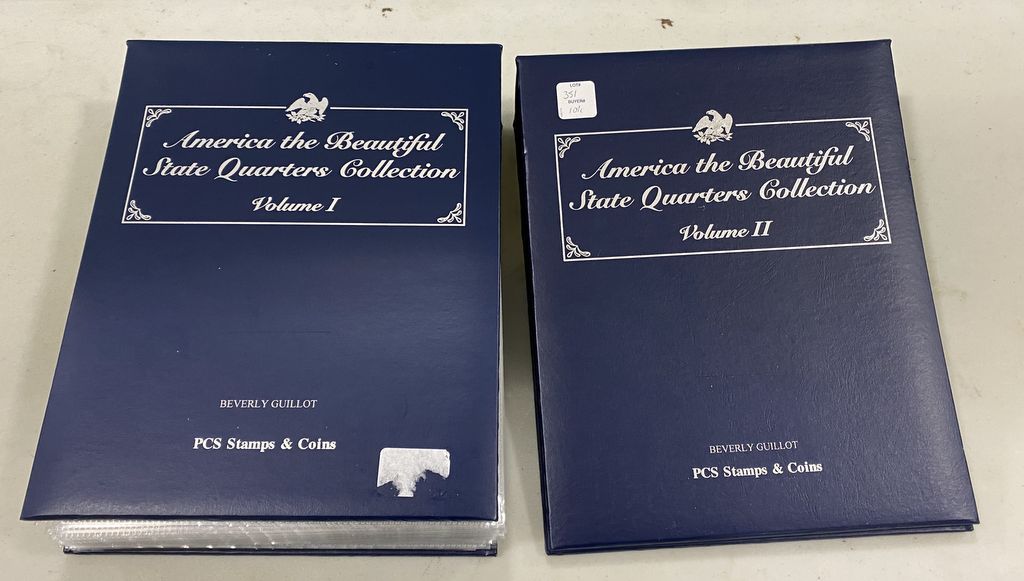 America the Beautiful
State Quarters Collection
Volume I
BEVERLY GUILLOT
PCS Stamps & Coins
LOT#
351
BUYER#
America the Beautiful
State Quarters Collection
Volume II
BEVERLY GUILLOT
PCS Stamps & Coins